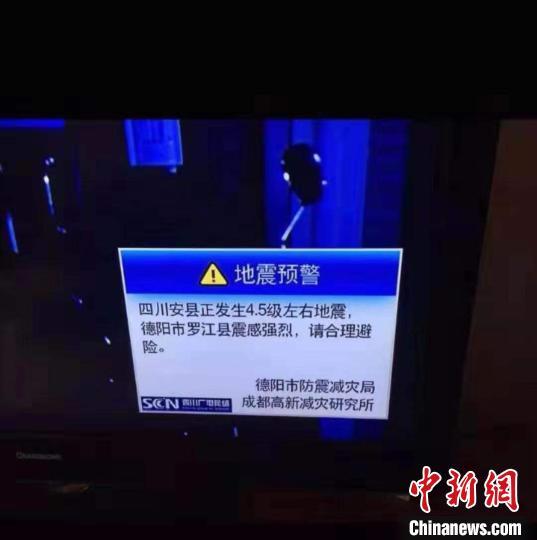 地震预警
四川安县正发生4.5级左右地震，
德阳市罗江县震感强烈，请合理避
险。
德阳市防震减灾局
SCN 四川广电网络
成都高新减灾研究所
CHANGHONG
中新网
Chinanews.com